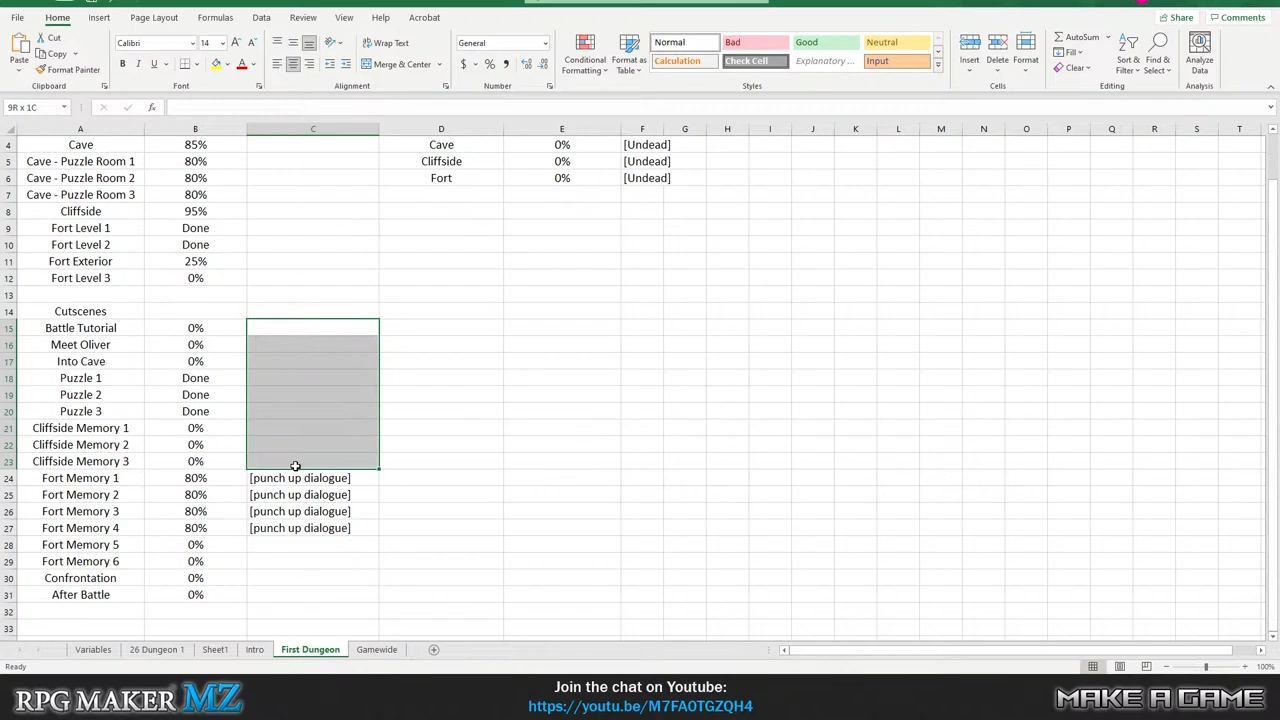 File Home Insert Page Layout Formulas Data Review View Help Acrobat Share Comments
Cut Calibri 14 Wrap Text General Normal Bad Good Neutral AutoSum
Copy Fill
Paste Format Painter Merge & Center Conditional Formatting Format as Table Calculation Check Cell Explanatory ... Input Insert Delete Format Clear Sort & Filter Find & Select Analyze Data
Clipboard Font Alignment Number Styles Cells Editing Analysis
9R x 1C fx
A B C D E F G H I J K L M N O P Q R S T
4 Cave 85% Cave 0% [Undead]
5 Cave - Puzzle Room 1 80% Cliffside 0% [Undead]
6 Cave - Puzzle Room 2 80% Fort 0% [Undead]
7 Cave - Puzzle Room 3 80%
8 Cliffside 95%
9 Fort Level 1 Done
10 Fort Level 2 Done
11 Fort Exterior 25%
12 Fort Level 3 0%
13
14 Cutscenes
15 Battle Tutorial 0%
16 Meet Oliver 0%
17 Into Cave 0%
18 Puzzle 1 Done
19 Puzzle 2 Done
20 Puzzle 3 Done
21 Cliffside Memory 1 0%
22 Cliffside Memory 2 0%
23 Cliffside Memory 3 0%
24 Fort Memory 1 80% [punch up dialogue]
25 Fort Memory 2 80% [punch up dialogue]
26 Fort Memory 3 80% [punch up dialogue]
27 Fort Memory 4 80% [punch up dialogue]
28 Fort Memory 5 0%
29 Fort Memory 6 0%
30 Confrontation 0%
31 After Battle 0%
32
33
Variables 26 Dungeon 1 Sheet1 Intro First Dungeon Gamewide
Ready 100%
RPG MAKER MZ
Join the chat on Youtube:
https://youtu.be/M7FA0TGZQH4
MAKE A GAME